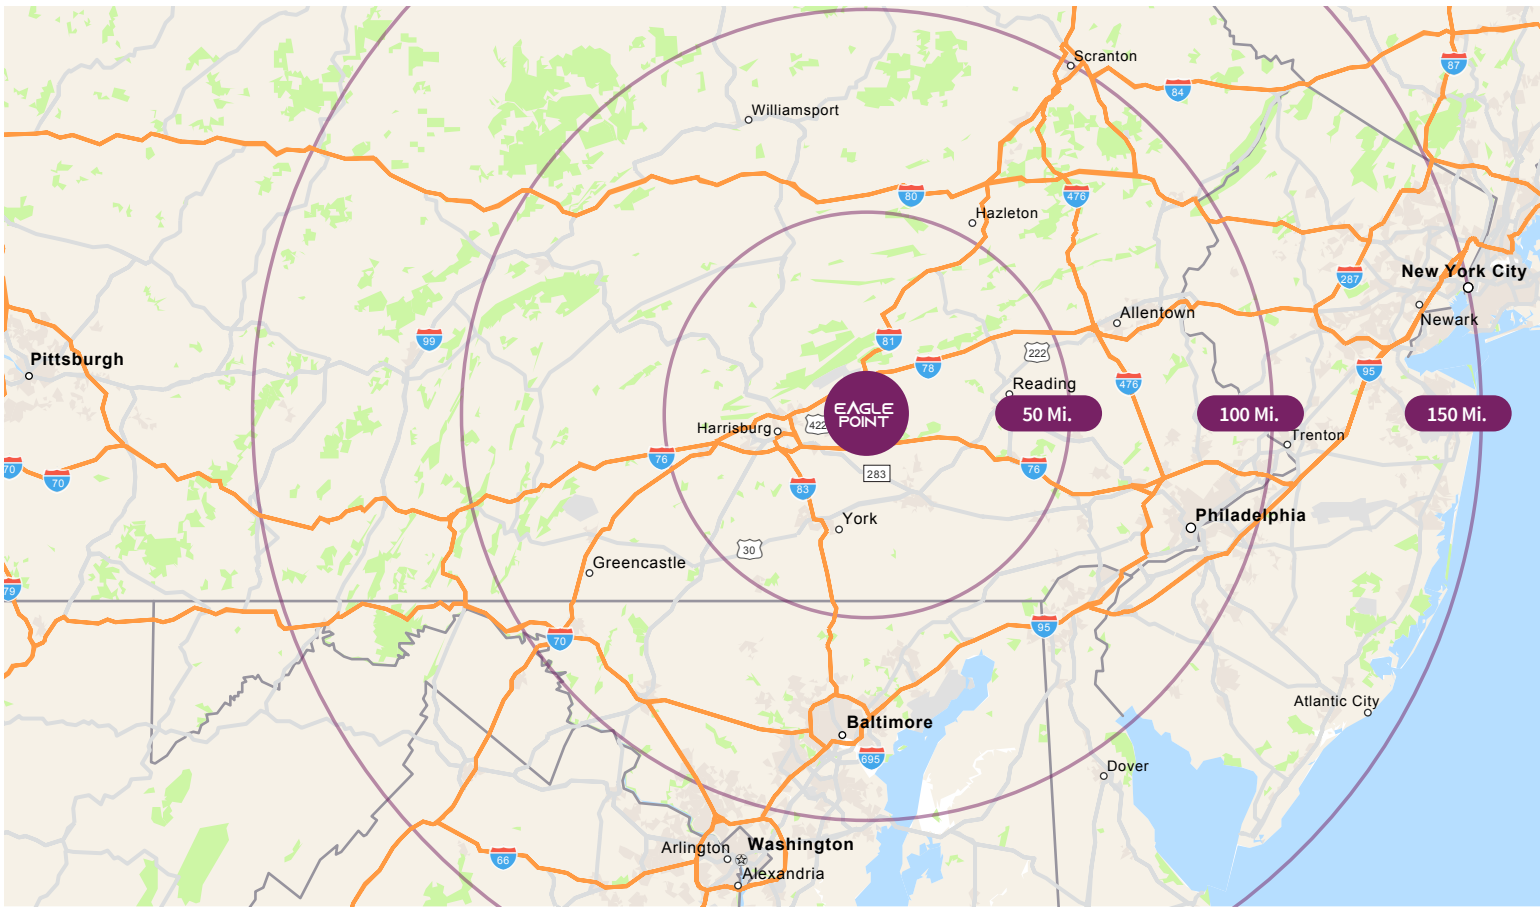 Scranton
87
84
Williamsport
80
476
Hazleton
New York City
287
Newark
Allentown
99
81
222
Pittsburgh
78
95
476
Reading
EAGLE
POINT
50 Mi.
100 Mi.
150 Mi.
422
Harrisburg
Trenton
76
70
70
76
283
83
Philadelphia
York
30
Greencastle
79
95
70
Atlantic City
Baltimore
695
Dover
Washington
Arlington
66
Alexandria